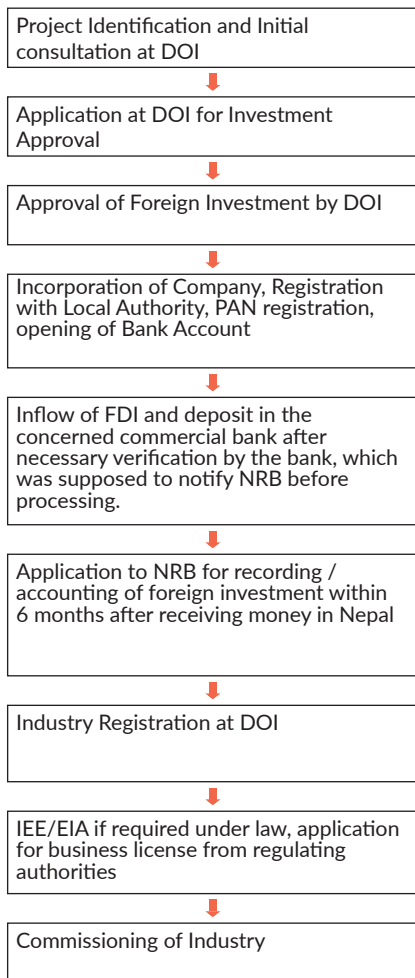 Project Identification and Initial
consultation at DOI
Application at DOI for Investment
Approval
Approval of Foreign Investment by DOI
Incorporation of Company, Registration
with Local Authority, PAN registration,
opening of Bank Account
Inflow of FDI and deposit in the
concerned commercial bank after
necessary verification by the bank, which
was supposed to notify NRB before
processing.
Application to NRB for recording /
accounting of foreign investment within
6 months after receiving money in Nepal
Industry Registration at DOI
IEE/EIA if required under law, application
for business license from regulating
authorities
Commissioning of Industry